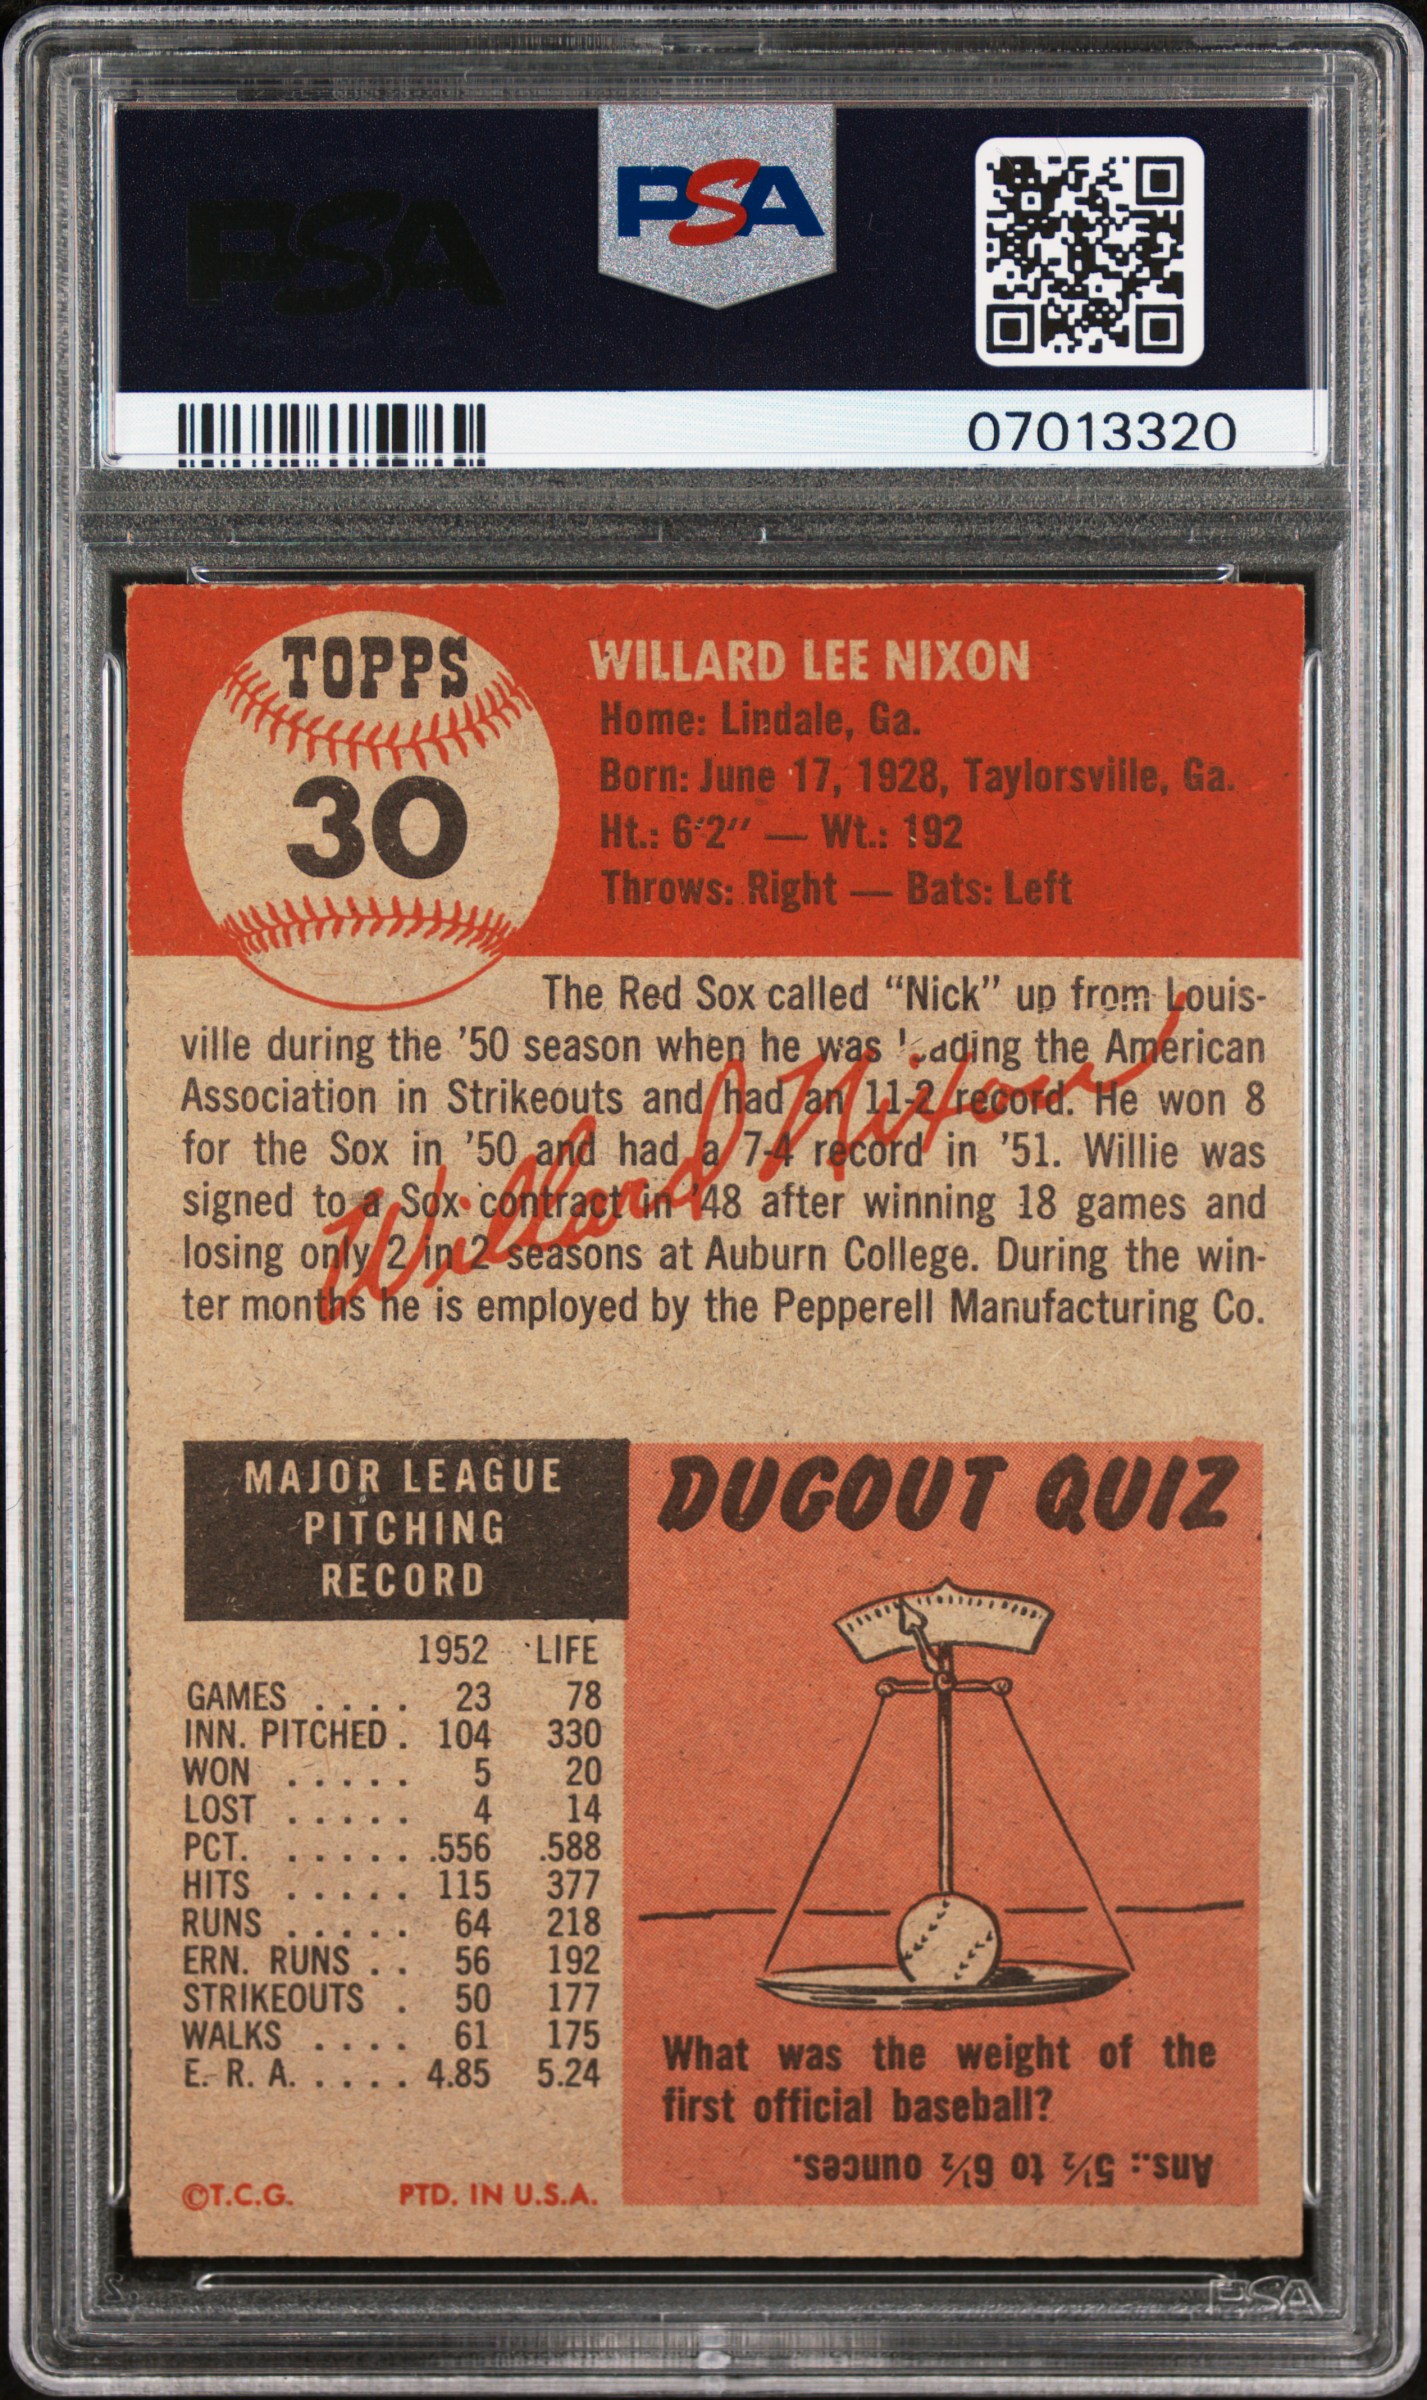 PSA
PSA
07013320
TOPPS
30
WILLARD LEE NIXON
Home: Lindale, Ga.
Born: June 17, 1928, Taylorsville, Ga.
Ht.: 6'2" — Wt.: 192
Throws: Right — Bats: Left
The Red Sox called "Nick" up from Louis-
ville during the '50 season when he was leading the American
Association in Strikeouts and had an 11-2 record. He won 8
for the Sox in '50 and had a 7-4 record in '51. Willie was
signed to a Sox contract in '48 after winning 18 games and
losing only 2 in 2 seasons at Auburn College. During the win-
ter months he is employed by the Pepperell Manufacturing Co.
Willard Nixon
MAJOR LEAGUE
PITCHING
RECORD
1952 LIFE
GAMES .... 23 78
INN. PITCHED . 104 330
WON ..... 5 20
LOST ..... 4 14
PCT. ...... .556 .588
HITS ..... 115 377
RUNS ..... 64 218
ERN. RUNS .. 56 192
STRIKEOUTS . 50 177
WALKS .... 61 175
E. R. A. ..... 4.85 5.24
©T.C.G. PTD. IN U.S.A.
DUGOUT QUIZ
What was the weight of the
first official baseball?
Ans.: 5½ to 6½ ounces.
PSA